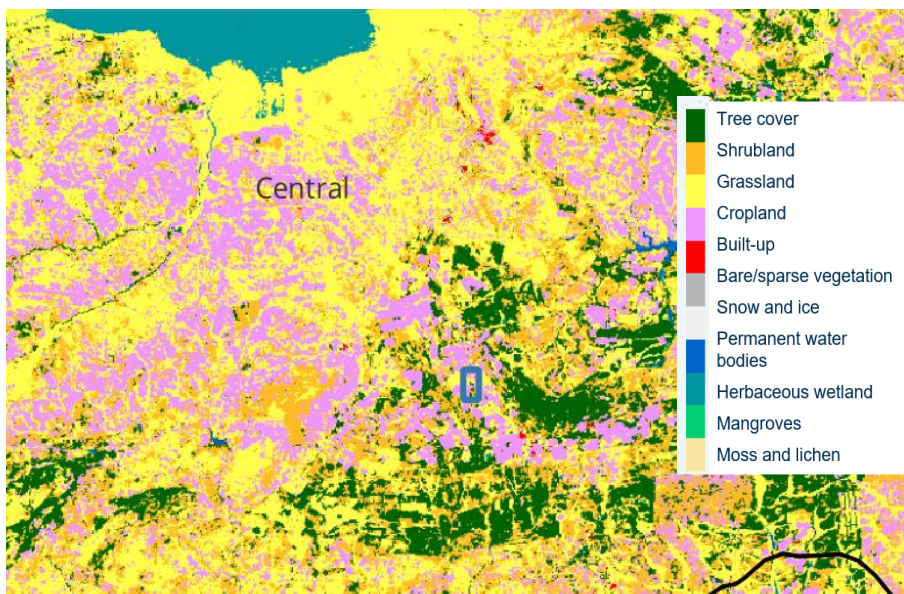 Tree cover
Shrubland
Grassland
Cropland
Central
Built-up
Bare/sparse vegetation
Snow and ice
Permanent water
bodies
Herbaceous wetland
Mangroves
Moss and lichen